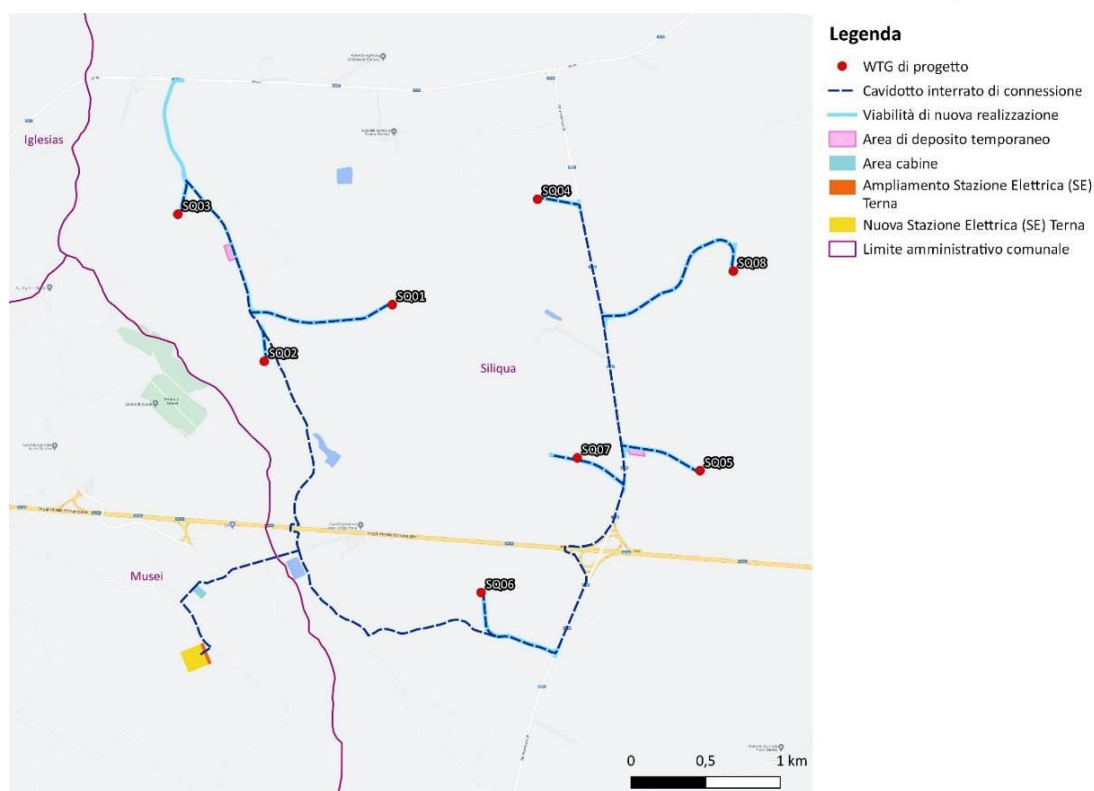 Legenda
WTG di progetto
Cavidotto interrato di connessione
Viabilità di nuova realizzazione
Area di deposito temporaneo
Area cabine
Ampliamento Stazione Elettrica (SE)
Terna
Nuova Stazione Elettrica (SE) Terna
Limite amministrativo comunale
Iglesias
SQ03
SQ04
SQ08
SQ01
SQ02
Siliqua
SQ07
SQ05
Musei
SQ06
0 0,5 1 km